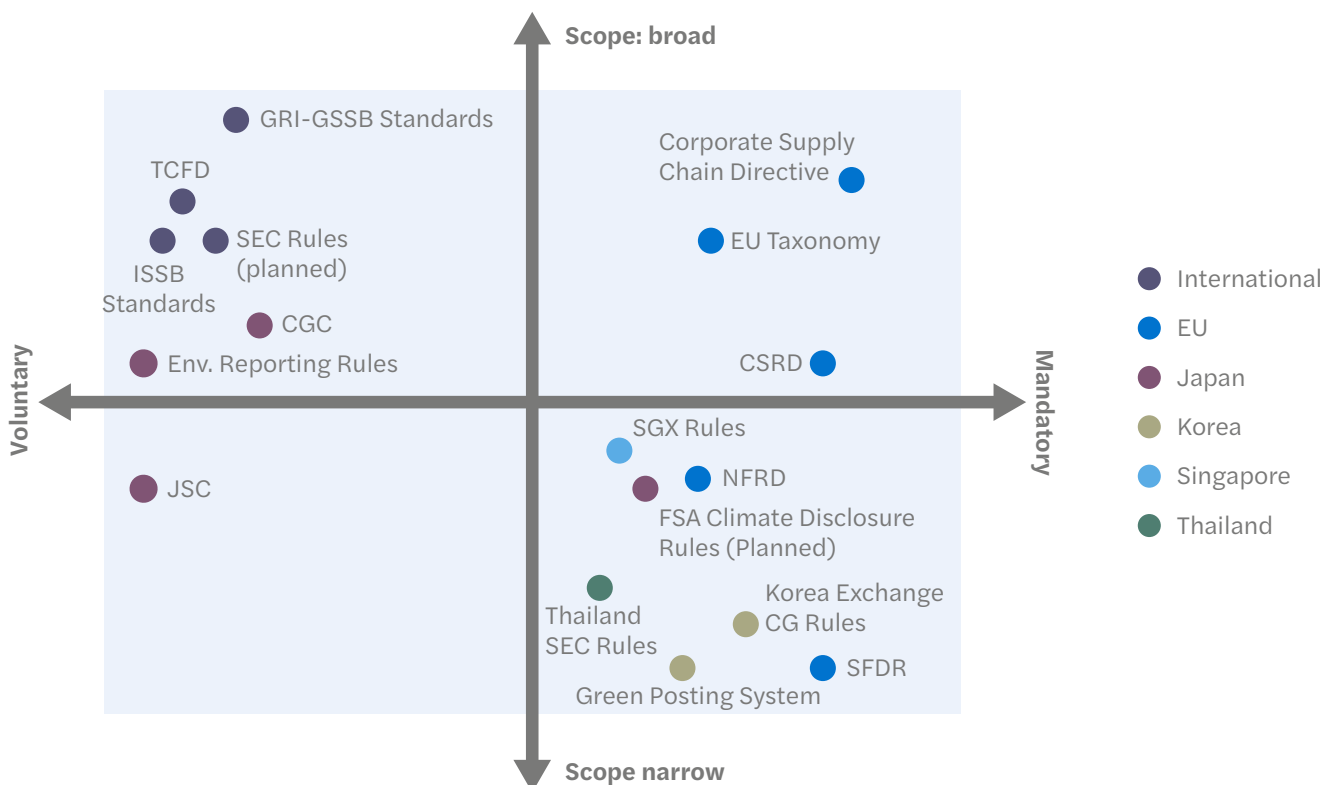 Scope: broad
GRI-GSSB Standards
Corporate Supply
Chain Directive
TCFD
SEC Rules
(planned)
EU Taxonomy
ISSB
Standards
CGC
Env. Reporting Rules
CSRD
Voluntary
Mandatory
SGX Rules
JSC
NFRD
FSA Climate Disclosure
Rules (Planned)
Thailand
SEC Rules
Korea Exchange
CG Rules
SFDR
Green Posting System
Scope narrow
International
EU
Japan
Korea
Singapore
Thailand